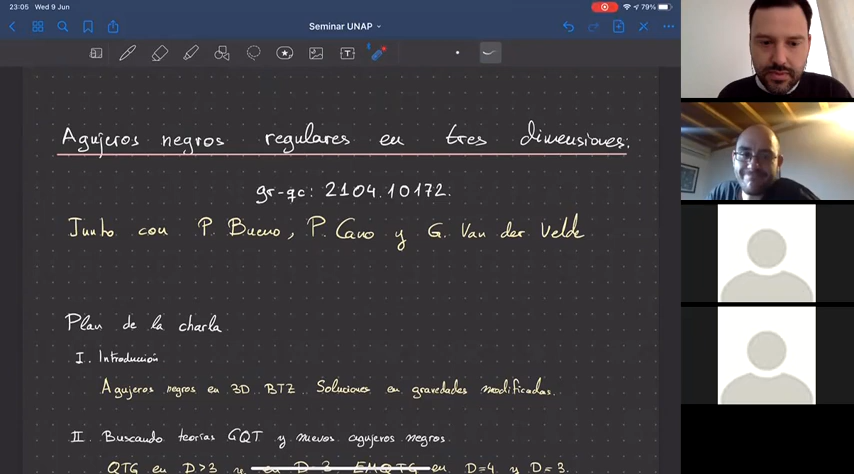 23:05 Wed 9 Jun
79%
Seminar UNAP
T
Agujeros negros regulares en tres dimensiones.
gr-qc: 2104.10172.
Junto con P. Bueno, P. Cano y G. Van der Velde
Plan de la charla
I. Introducción
Agujeros negros en 3D BTZ. Soluciones en gravedades modificadas.
II. Buscando teorías GQT y nuevos agujeros negros
QTG en D>3 y en D=3 EMQTG en D=4 y D=3.